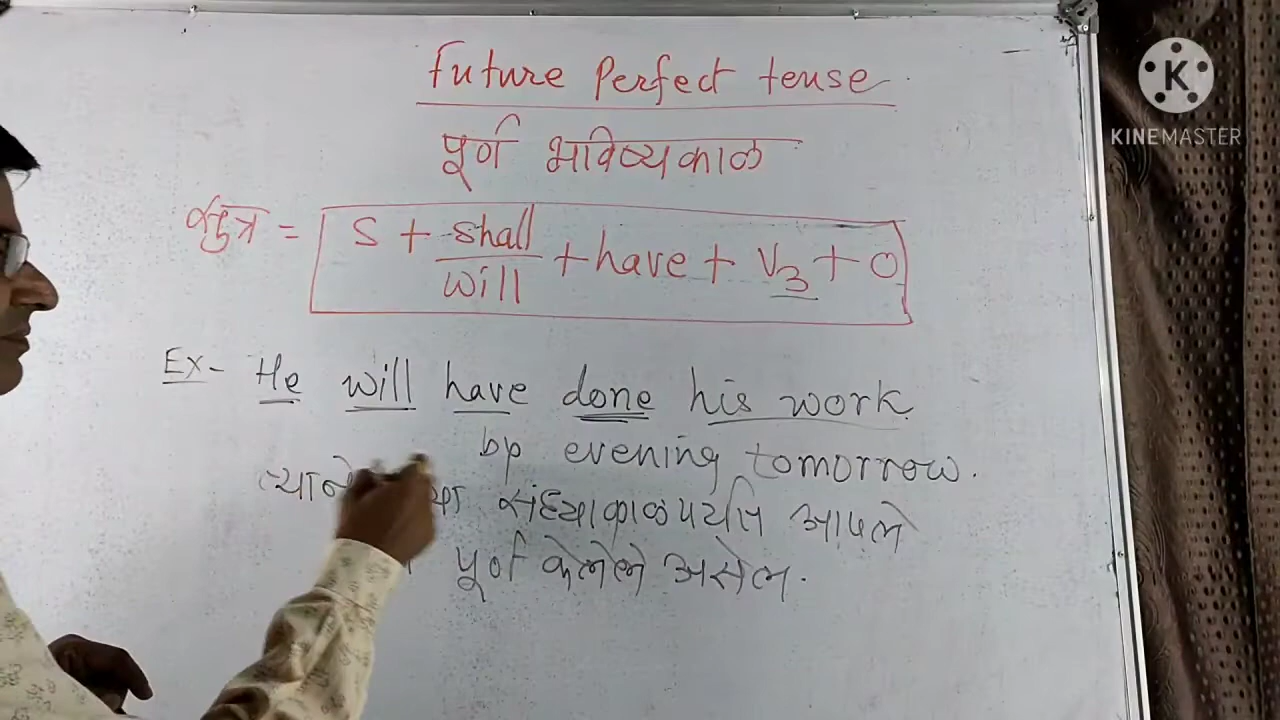 Future Perfect tense
पूर्ण भविष्यकाळ
सुत्र = S + shall / will + have + V3 + O
Ex- He will have done his work
by evening tomorrow.
त्याने संध्याकाळपर्यंत आपले
पूर्ण केलेले असेल.
K
KINEMASTER